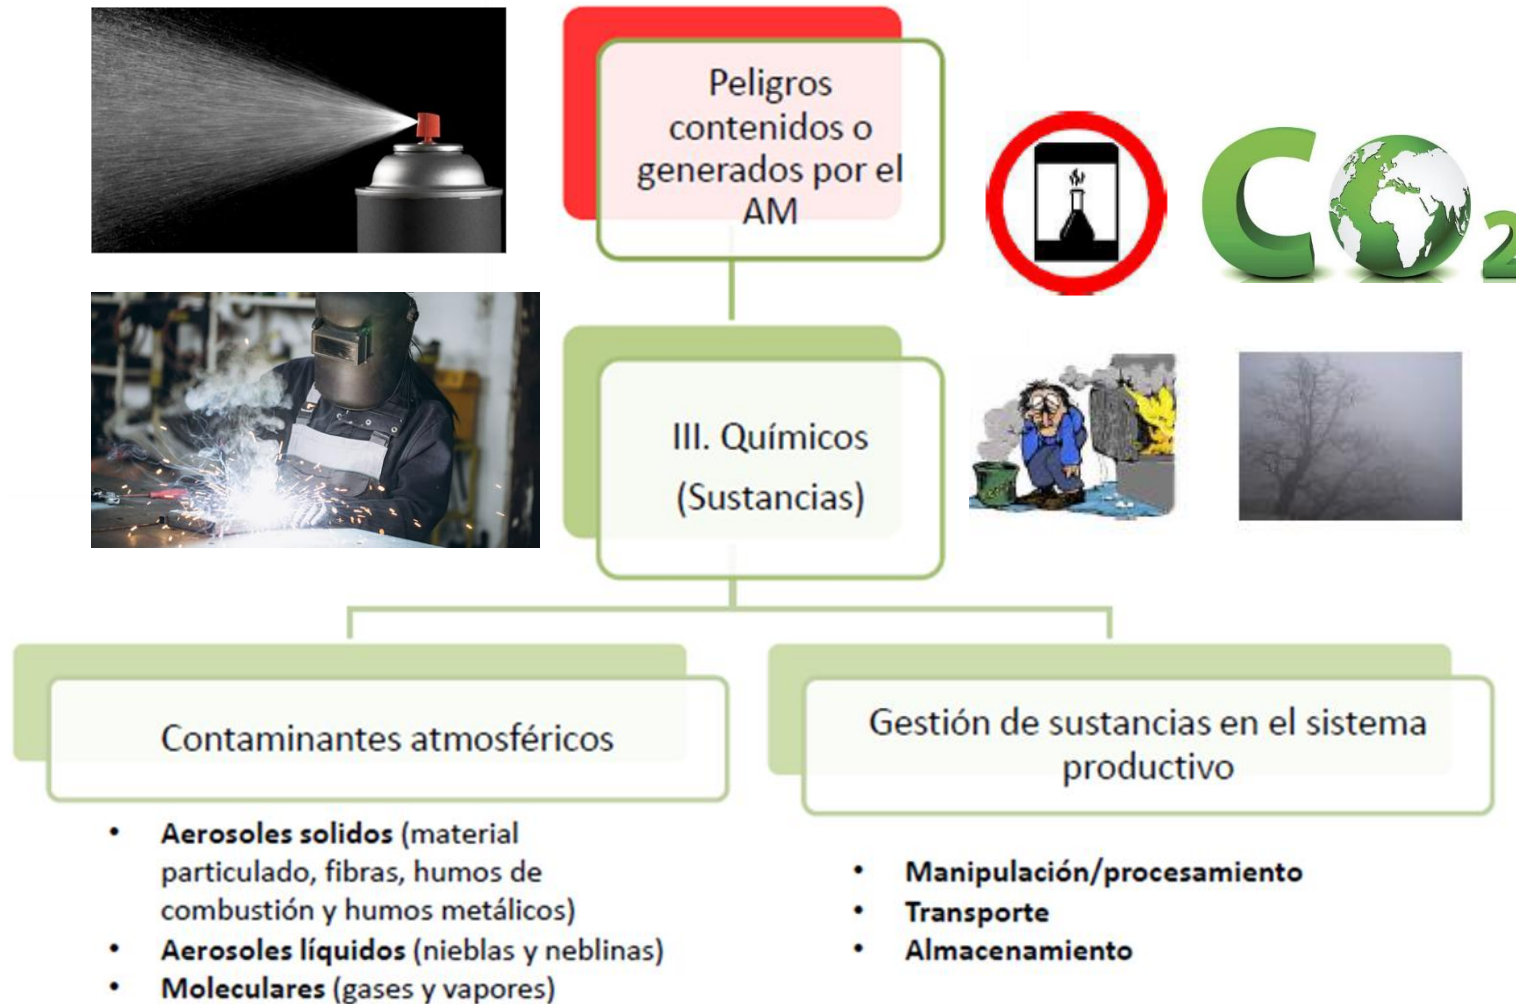 Peligros
contenidos o
generados por el
AM
CO2
III. Químicos
(Sustancias)
Contaminantes atmosféricos
Gestión de sustancias en el sistema
productivo
• Aerosoles solidos (material
particulado, fibras, humos de
combustión y humos metálicos)
• Aerosoles líquidos (nieblas y neblinas)
• Moleculares (gases y vapores)
• Manipulación/procesamiento
• Transporte
• Almacenamiento